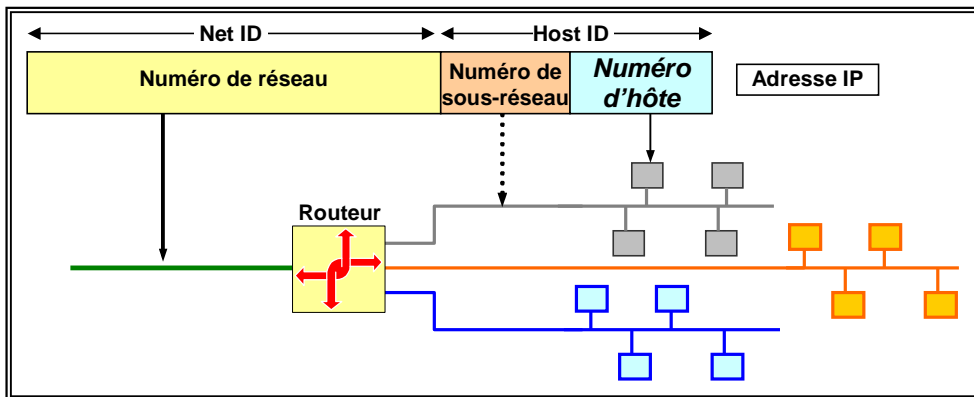 Net ID
Host ID
Numéro de réseau
Numéro de
sous-réseau
Numéro
d'hôte
Adresse IP
Routeur